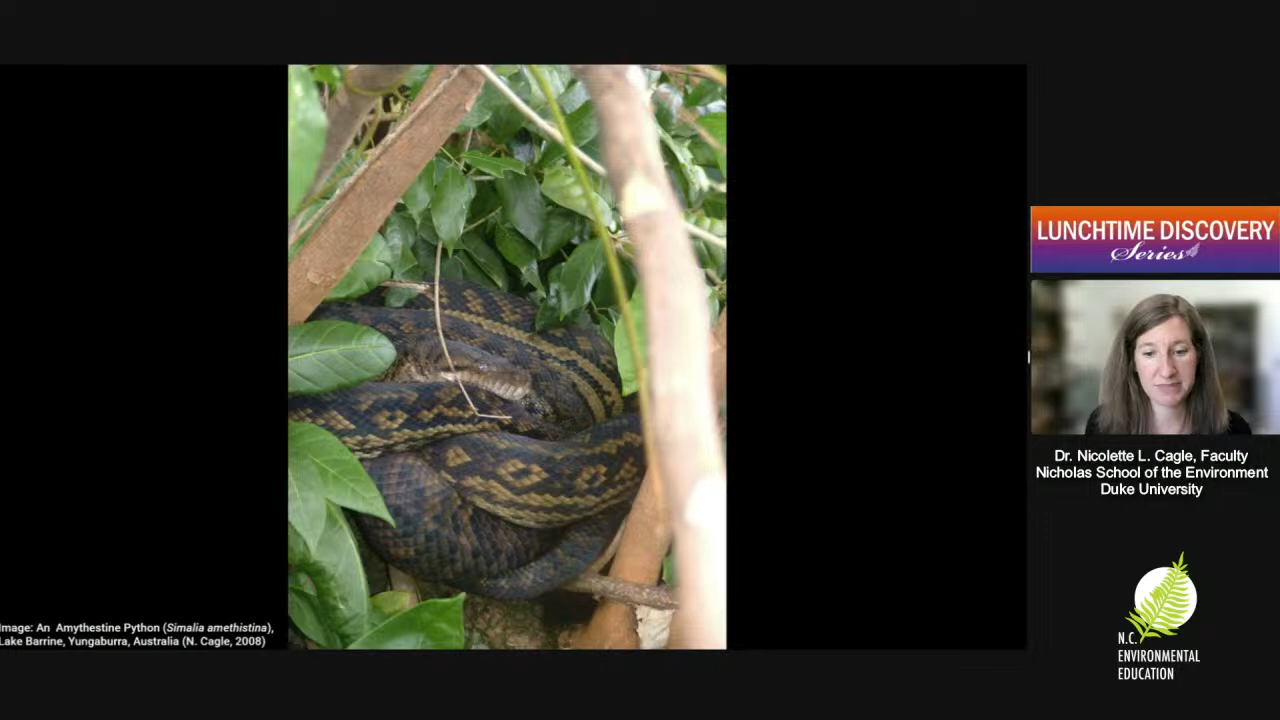 LUNCHTIME DISCOVERY
Series
Dr. Nicolette L. Cagle, Faculty
Nicholas School of the Environment
Duke University
Image: An  Amythestine Python (Simalia amethistina),
Lake Barrine, Yungaburra, Australia (N. Cagle, 2008)
N.C.
ENVIRONMENTAL
EDUCATION